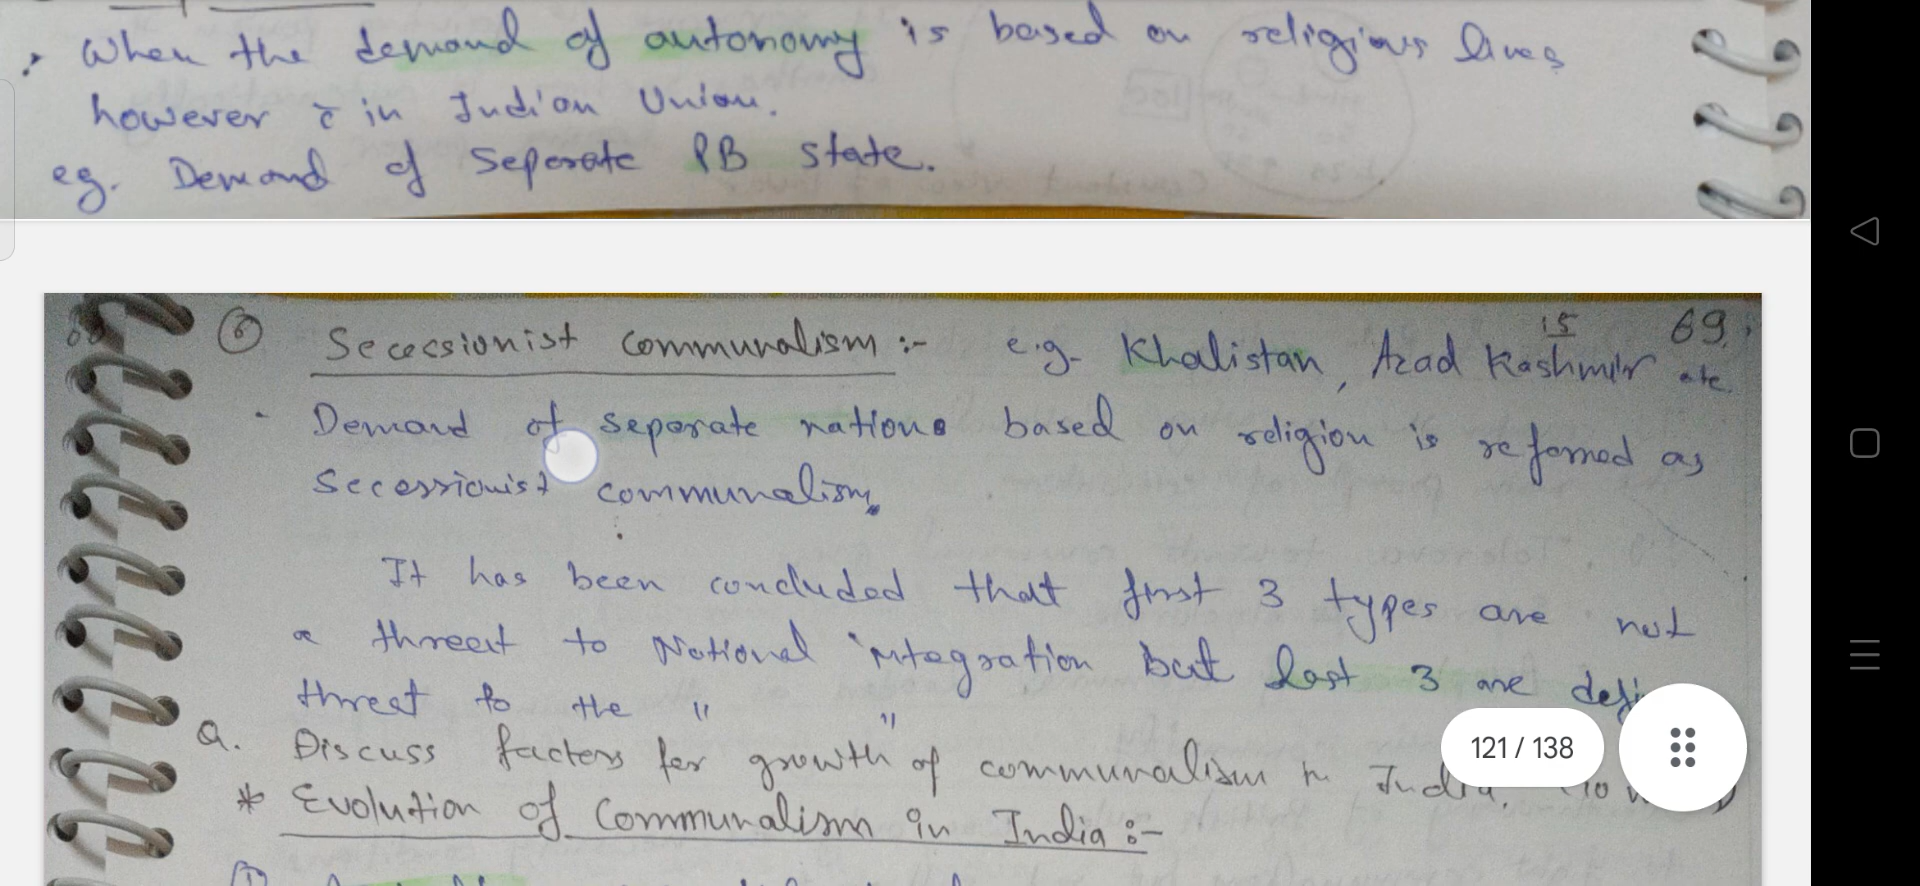 . When the demand of autonomy is based on religious lines
however c̄ in Indian Union.
eg. Demand of Seperate PB state.
15 69.
⑥ Secessionist Communalism :- e.g. Khalistan, Azad Kashmir etc
- Demand of separate nations based on religion is referred as
Secessionist communalism.
It has been concluded that first 3 types are not
a threat to National integration but last 3 are
threat to the " "
Q. Discuss factors for growth of communalism in India.
* Evolution of Communalism in India :-
121 / 138